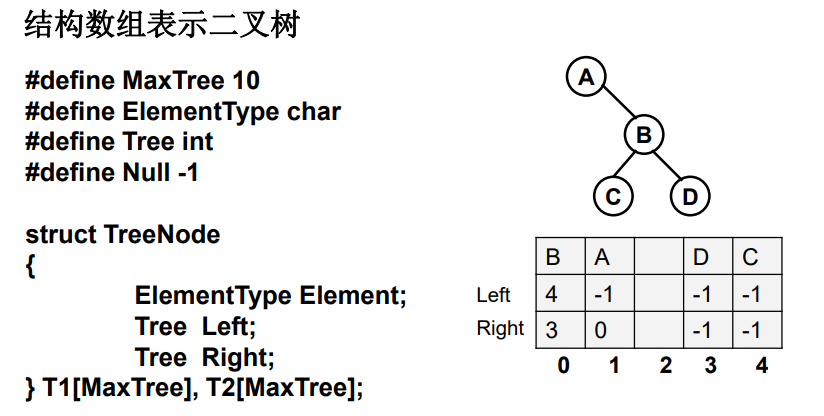 结构数组表示二叉树
#define MaxTree 10
#define ElementType char
#define Tree int
#define Null -1
struct TreeNode
{
ElementType Element;
Tree Left;
Tree Right;
} T1[MaxTree], T2[MaxTree];
A
B
C D
B A D C
Left 4 -1 -1 -1
Right 3 0 -1 -1
0 1 2 3 4